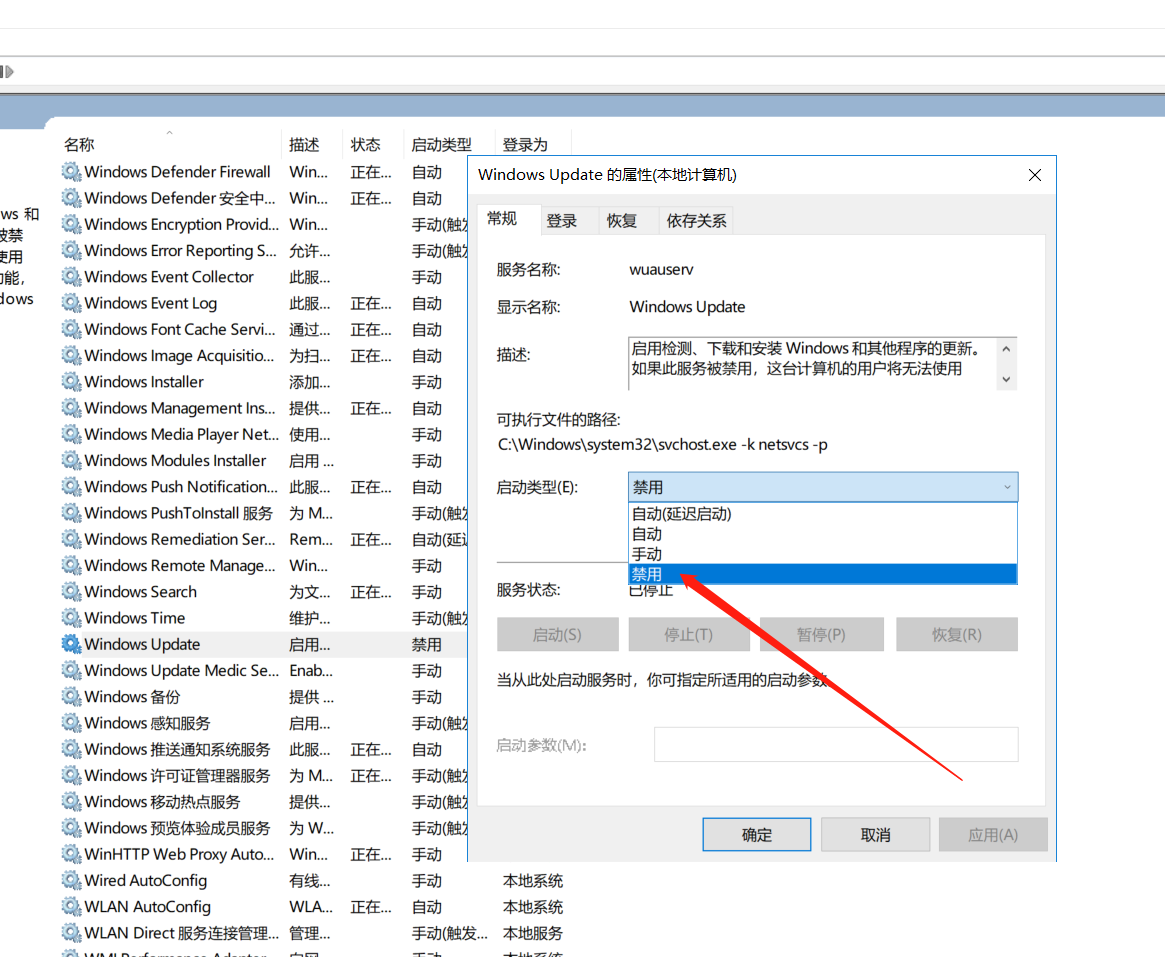 名称 描述 状态 启动类型 登录为
Windows Defender Firewall Win... 正在... 自动
Windows Defender 安全中... Win... 正在... 自动
Windows Encryption Provid... Win... 手动(触发
Windows Error Reporting S... 允许... 手动(触发
Windows Event Collector 此服... 手动
Windows Event Log 此服... 正在... 自动
Windows Font Cache Servi... 通过... 正在... 自动
Windows Image Acquisitio... 为扫... 正在... 自动
Windows Installer 添加... 手动
Windows Management Ins... 提供... 正在... 自动
Windows Media Player Net... 使用... 手动
Windows Modules Installer 启用 ... 手动
Windows Push Notification... 此服... 正在... 自动
Windows PushToInstall 服务 为 M... 手动(触发
Windows Remediation Ser... Rem... 正在... 自动(延迟
Windows Remote Manage... Win... 手动
Windows Search 为文... 正在... 手动
Windows Time 维护... 手动(触发
Windows Update 启用... 禁用
Windows Update Medic Se... Enab... 手动
Windows 备份 提供 ... 手动
Windows 感知服务 启用... 手动(触发
Windows 推送通知系统服务 此服... 正在... 自动
Windows 许可证管理器服务 为 M... 正在... 手动(触发
Windows 移动热点服务 提供... 手动(触发
Windows 预览体验成员服务 为 W... 手动(触发
WinHTTP Web Proxy Auto... Win... 正在... 手动
Wired AutoConfig 有线... 手动 本地系统
WLAN AutoConfig WLA... 正在... 自动 本地系统
WLAN Direct 服务连接管理... 管理... 手动(触发... 本地服务
WMI Performance Adapter 手动 本地系统
ws 和
被禁
使用
功能，
dows
Windows Update 的属性(本地计算机)
常规 登录 恢复 依存关系
服务名称: wuauserv
显示名称: Windows Update
描述: 启用检测、下载和安装 Windows 和其他程序的更新。
如果此服务被禁用，这台计算机的用户将无法使用
可执行文件的路径:
C:\Windows\system32\svchost.exe -k netsvcs -p
启动类型(E): 禁用
自动(延迟启动)
自动
手动
禁用
服务状态: 已停止
启动(S) 停止(T) 暂停(P) 恢复(R)
当从此处启动服务时，你可指定所适用的启动参数。
启动参数(M):
确定 取消 应用(A)